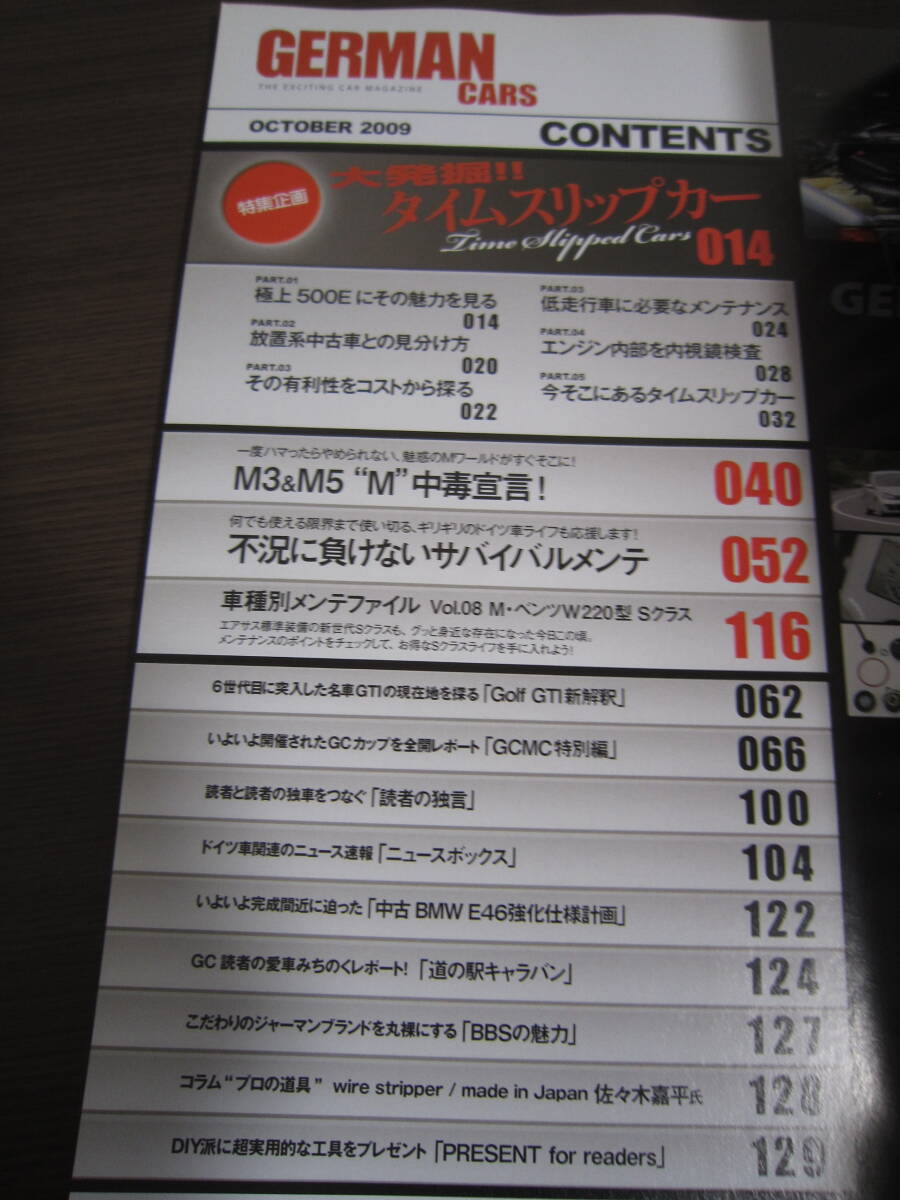 GERMAN
THE EXCITING CAR MAGAZINE
CARS
OCTOBER 2009
CONTENTS
特集企画
大発掘!!
タイムスリップカー
Time Slipped Cars
014
PART.01
極上500Eにその魅力を見る
014
PART.02
放置系中古車との見分け方
020
PART.03
その有利性をコストから探る
022
PART.03
低走行車に必要なメンテナンス
024
PART.04
エンジン内部を内視鏡検査
028
PART.05
今そこにあるタイムスリップカー
032
一度ハマったらやめられない、魅惑のMワールドがすぐそこに!
M3&M5 “M”中毒宣言!
040
何でも使える限界まで使い切る、ギリギリのドイツ車ライフも応援します!
不況に負けないサバイバルメンテ
052
車種別メンテファイル Vol.08 M・ベンツW220型 Sクラス
エアサス標準装備の新世代Sクラスも、グッと身近な存在になった今日この頃。
メンテナンスのポイントをチェックして、お得なSクラスライフを手に入れよう!
116
6世代目に突入した名車GTIの現在地を探る「Golf GTI新解釈」
062
いよいよ開催されたGCカップを全開レポート「GCMC特別編」
066
読者と読者の独車をつなぐ「読者の独言」
100
ドイツ車関連のニュース速報「ニュースボックス」
104
いよいよ完成間近に迫った「中古BMW E46強化仕様計画」
122
GC読者の愛車みちのくレポート!「道の駅キャラバン」
124
こだわりのジャーマンブランドを丸裸にする「BBSの魅力」
127
コラム“プロの道具” wire stripper / made in Japan 佐々木嘉平氏
128
DIY派に超実用的な工具をプレゼント「PRESENT for readers」
129
GE